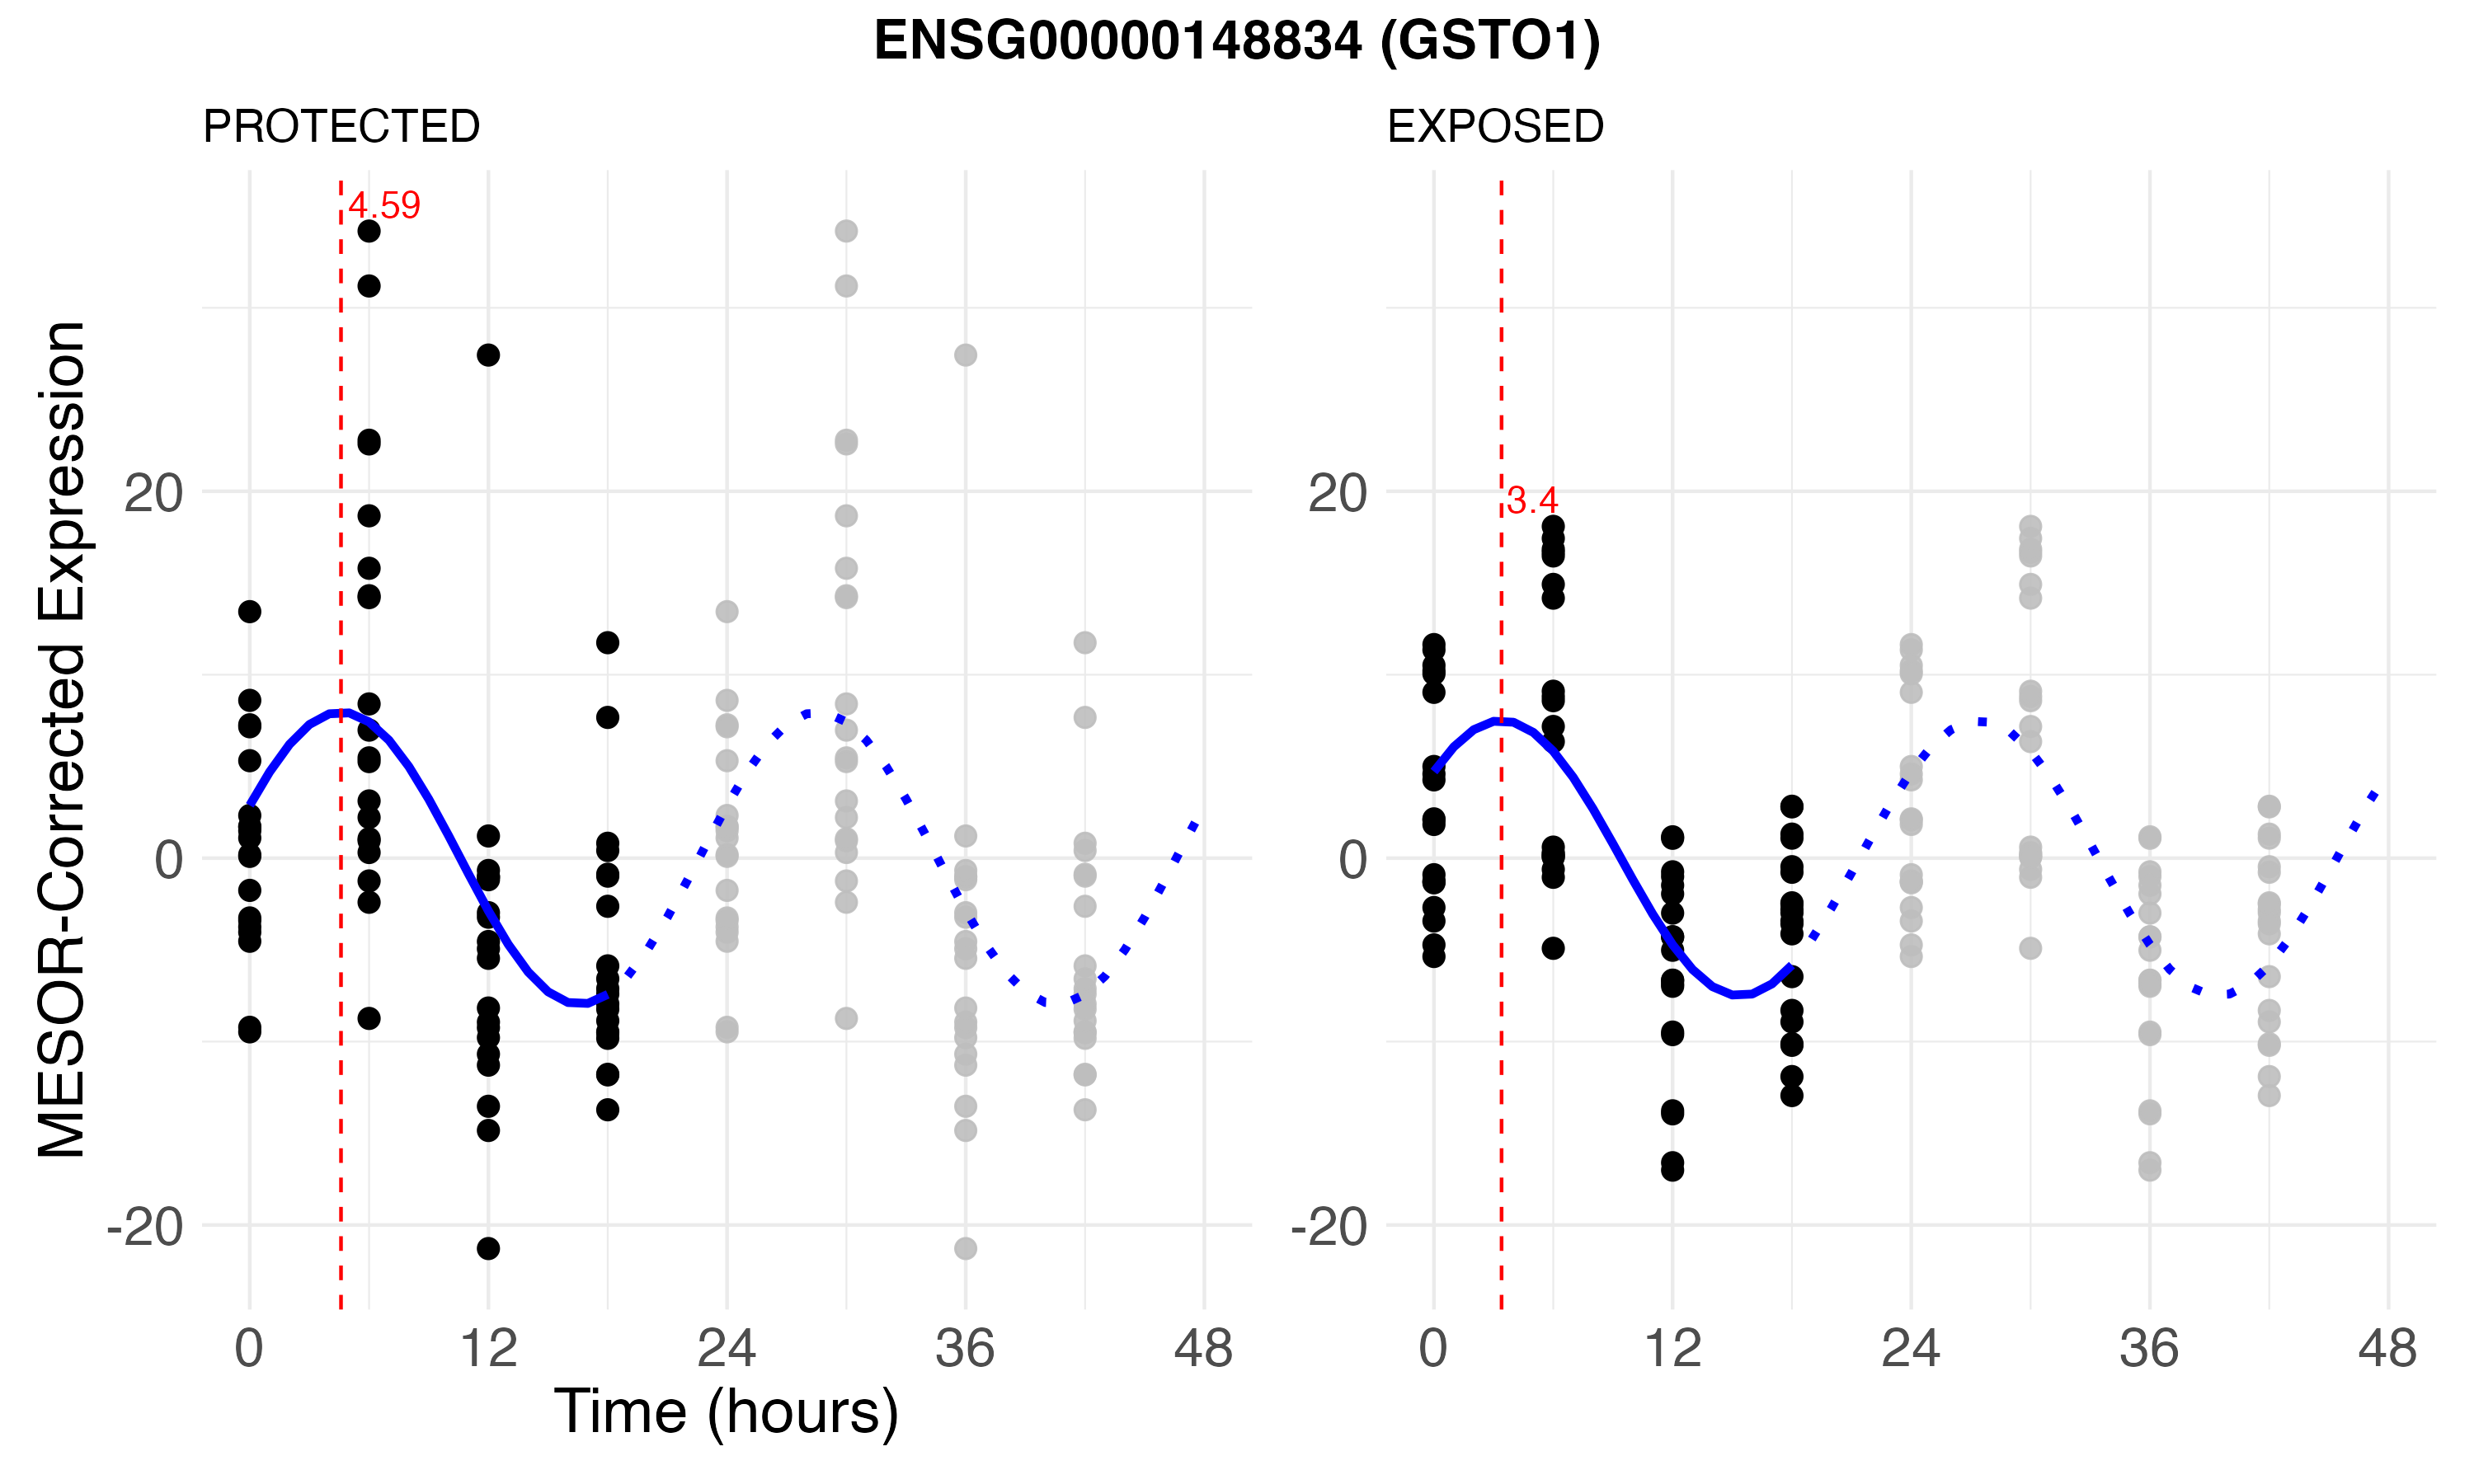 ENSG00000148834 (GSTO1)
PROTECTED
EXPOSED
MESOR-Corrected Expression
4.59
20
0
-20
0 12 24 36 48
3.4
20
0
-20
0 12 24 36 48
Time (hours)